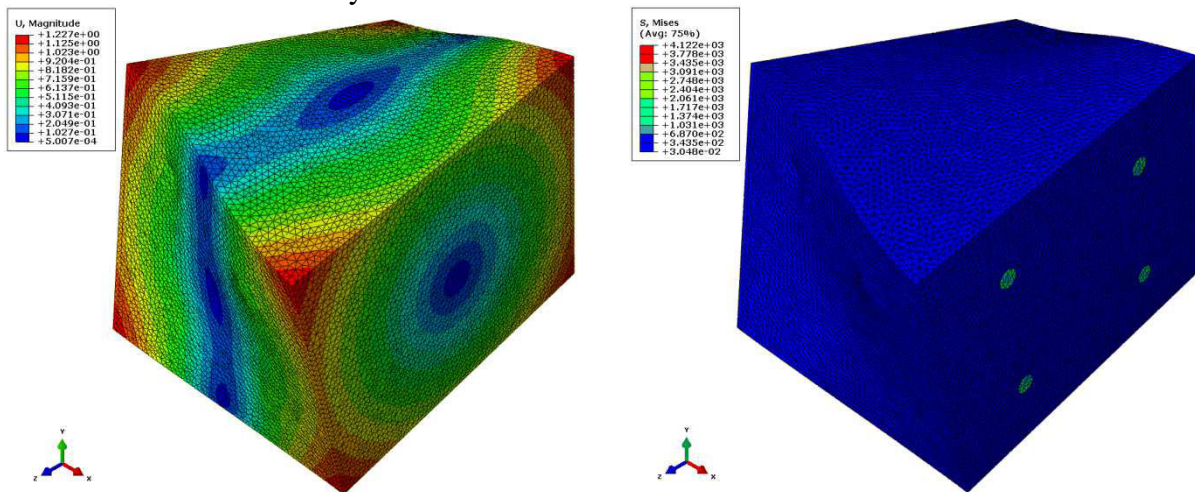 U, Magnitude
+1.227e+00
+1.125e+00
+1.023e+00
+9.204e-01
+8.182e-01
+7.159e-01
+6.137e-01
+5.115e-01
+4.093e-01
+3.071e-01
+2.049e-01
+1.027e-01
+5.007e-04
Y
Z
X
S, Mises
(Avg: 75%)
+4.122e+03
+3.778e+03
+3.435e+03
+3.091e+03
+2.748e+03
+2.404e+03
+2.061e+03
+1.717e+03
+1.374e+03
+1.031e+03
+6.870e+02
+3.435e+02
+3.048e-02
Y
Z
X